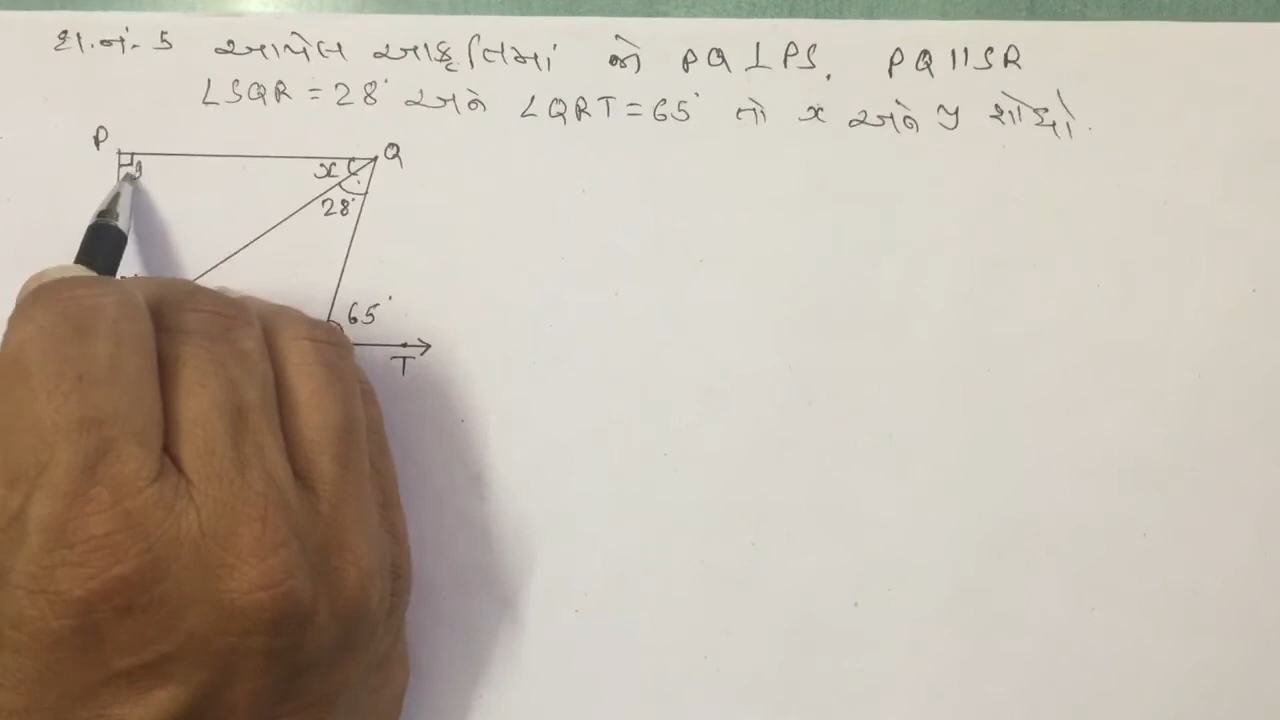 દા.નં.5 આપેલ આકૃતિમાં જો PQ⊥PS, PQ||SR
∠SQR = 28° અને ∠QRT = 65° તો x અને y શોધો.
P
Q
x
28°
65°
T